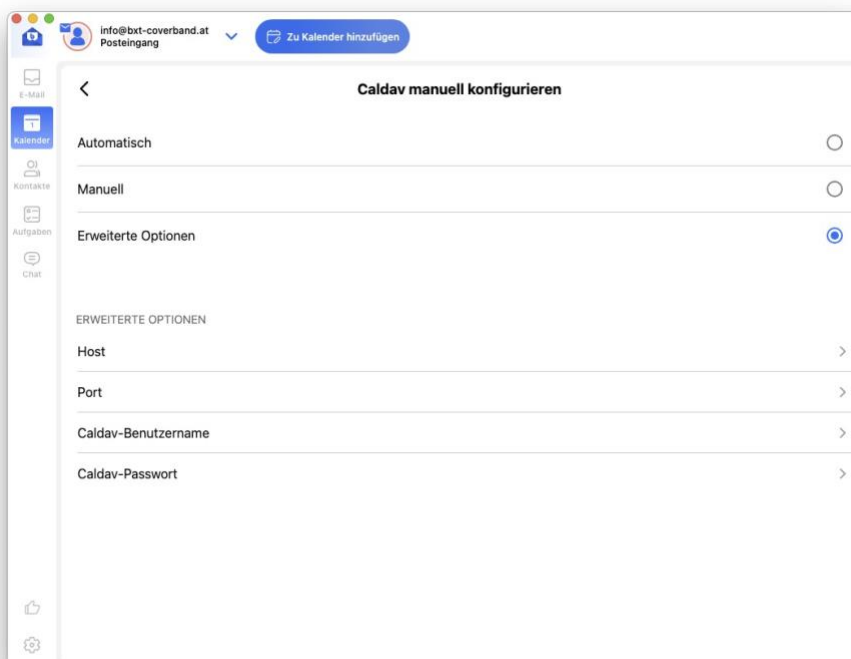 info@bxt-coverband.at
Posteingang
Zu Kalender hinzufügen
E-Mail
1
Kalender
Kontakte
Aufgaben
Chat
Caldav manuell konfigurieren
Automatisch
Manuell
Erweiterte Optionen
ERWEITERTE OPTIONEN
Host
Port
Caldav-Benutzername
Caldav-Passwort